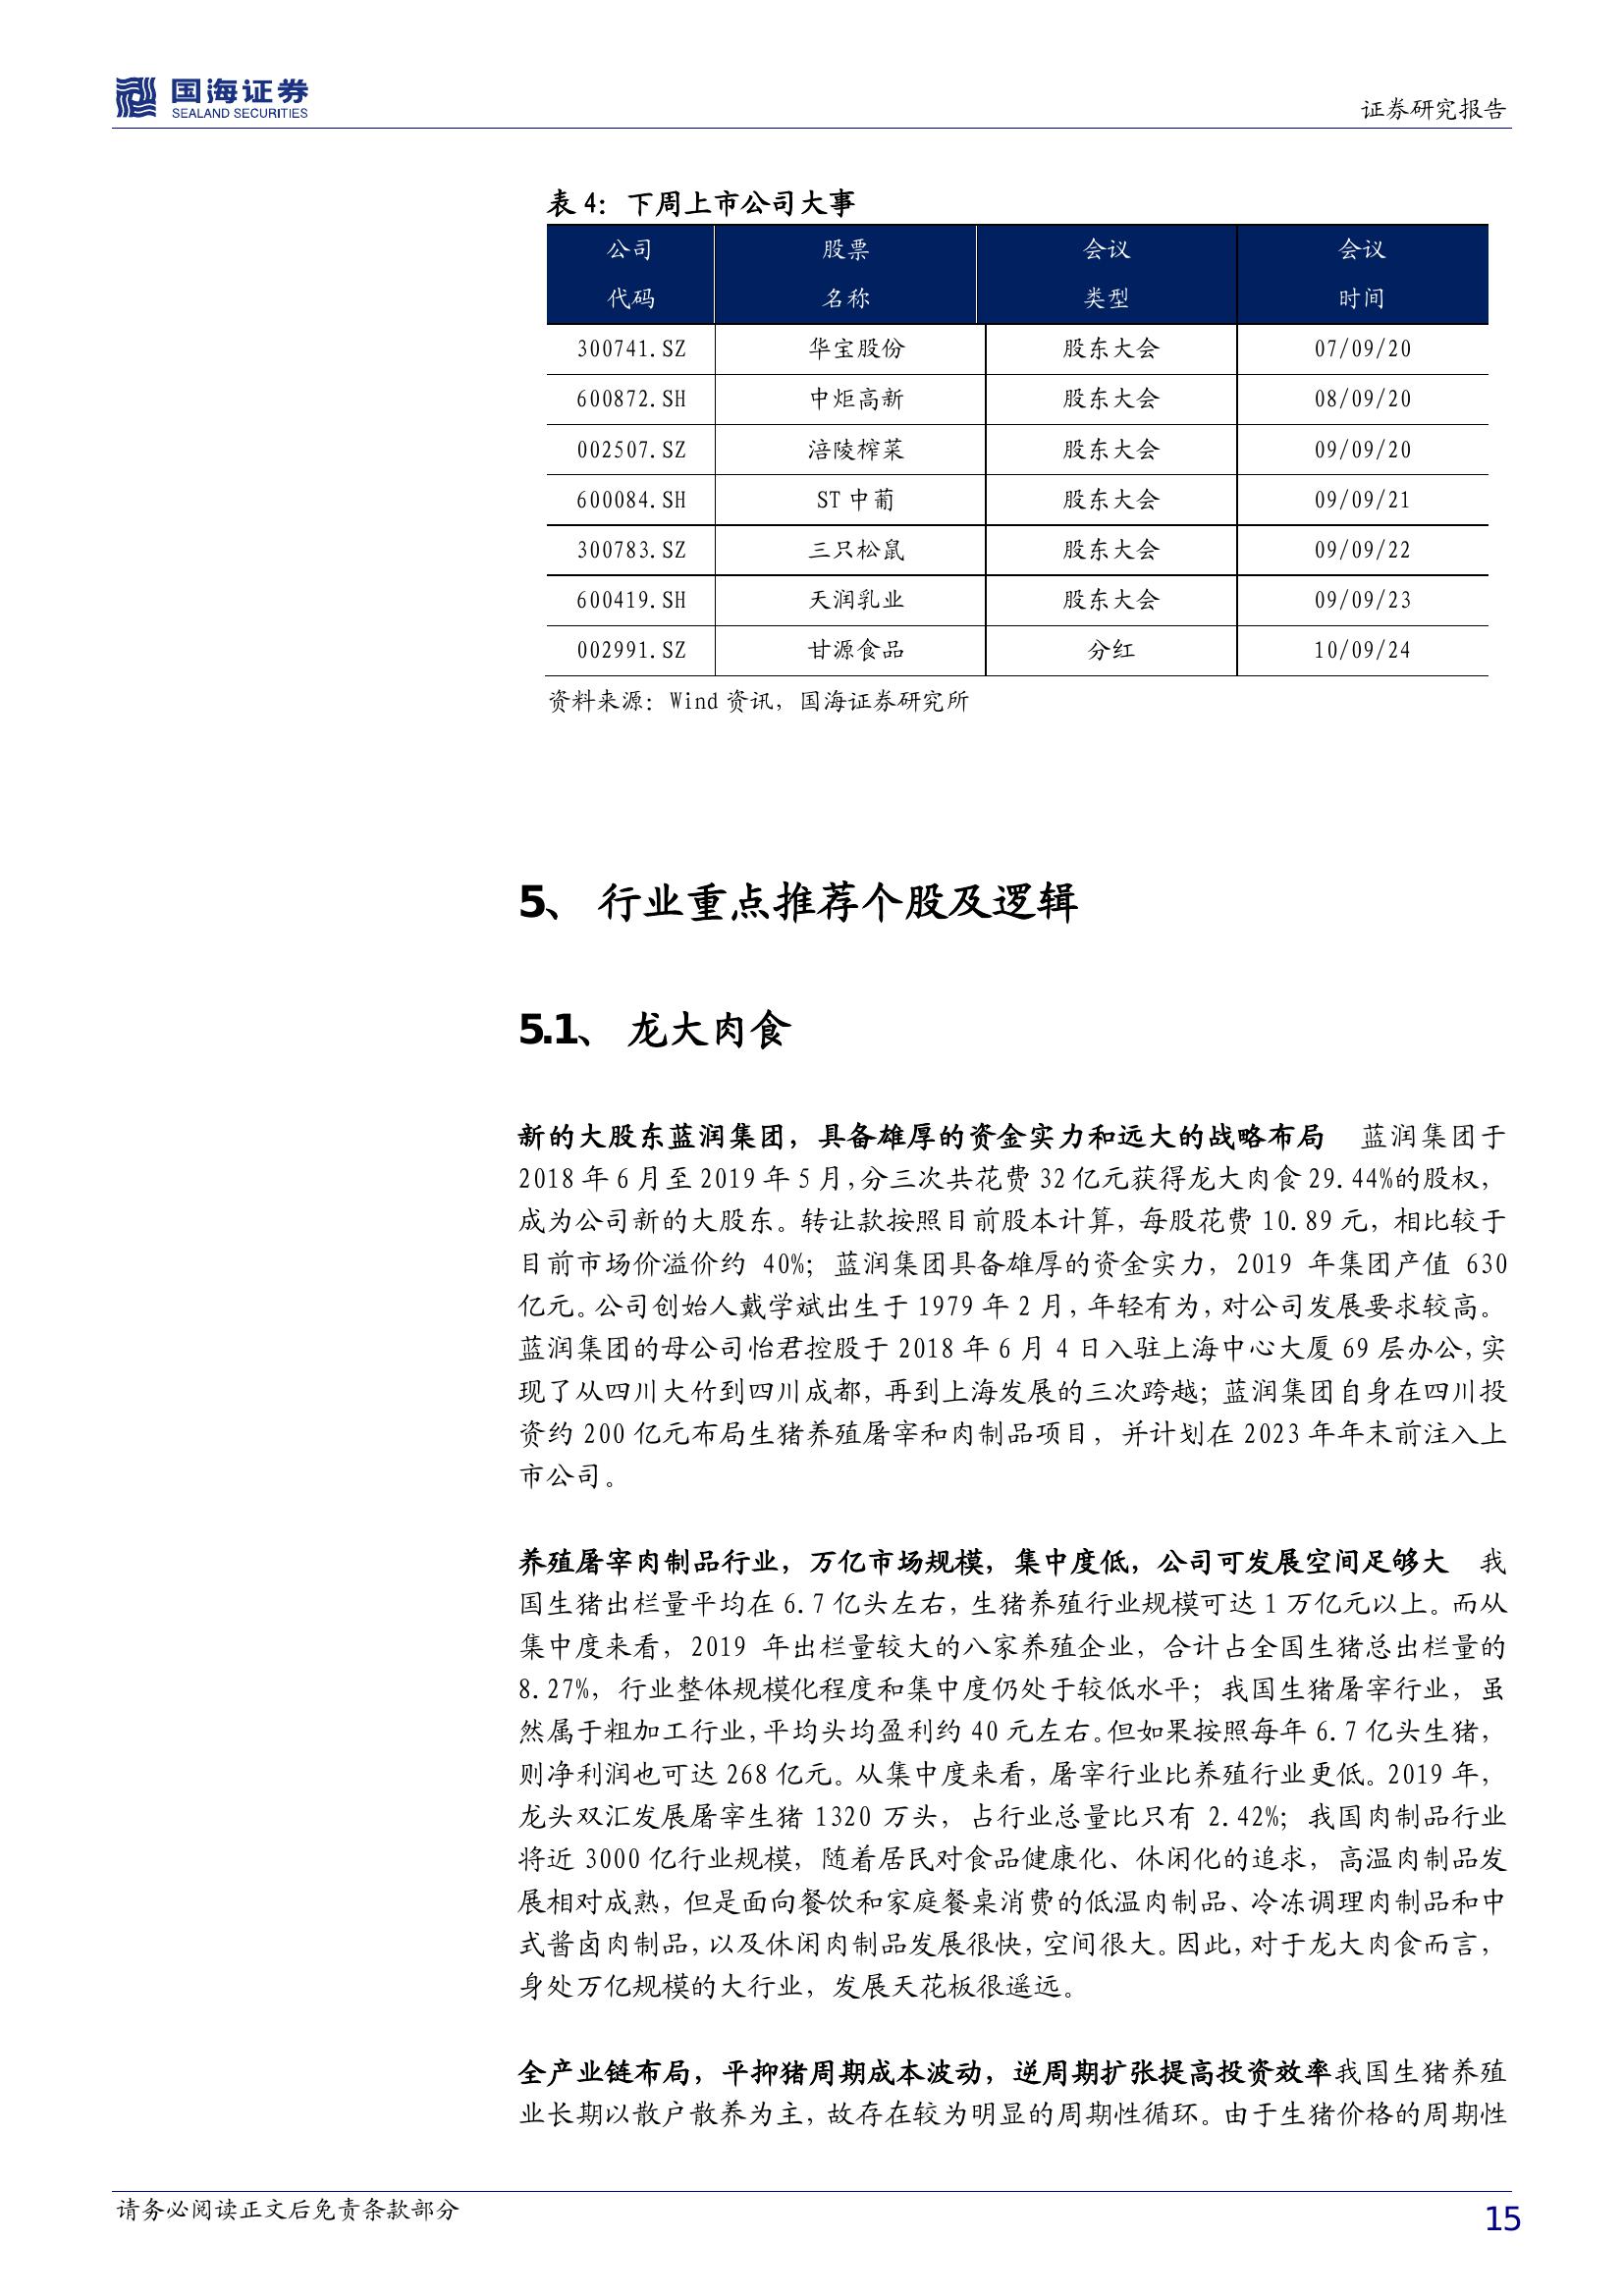 国海证券
SEALAND SECURITIES
证券研究报告
表 4：下周上市公司大事
公司 股票 会议 会议
代码 名称 类型 时间
300741.SZ 华宝股份 股东大会 07/09/20
600872.SH 中炬高新 股东大会 08/09/20
002507.SZ 涪陵榨菜 股东大会 09/09/20
600084.SH ST 中葡 股东大会 09/09/21
300783.SZ 三只松鼠 股东大会 09/09/22
600419.SH 天润乳业 股东大会 09/09/23
002991.SZ 甘源食品 分红 10/09/24
资料来源：Wind 资讯，国海证券研究所
5、 行业重点推荐个股及逻辑
5.1、 龙大肉食
新的大股东蓝润集团，具备雄厚的资金实力和远大的战略布局 蓝润集团于
2018 年 6 月至 2019 年 5 月，分三次共花费 32 亿元获得龙大肉食 29.44%的股权，
成为公司新的大股东。转让款按照目前股本计算，每股花费 10.89 元，相比较于
目前市场价溢价约 40%；蓝润集团具备雄厚的资金实力，2019 年集团产值 630
亿元。公司创始人戴学斌出生于 1979 年 2 月，年轻有为，对公司发展要求较高。
蓝润集团的母公司怡君控股于 2018 年 6 月 4 日入驻上海中心大厦 69 层办公，实
现了从四川大竹到四川成都，再到上海发展的三次跨越；蓝润集团自身在四川投
资约 200 亿元布局生猪养殖屠宰和肉制品项目，并计划在 2023 年年末前注入上
市公司。
养殖屠宰肉制品行业，万亿市场规模，集中度低，公司可发展空间足够大 我
国生猪出栏量平均在 6.7 亿头左右，生猪养殖行业规模可达 1 万亿元以上。而从
集中度来看，2019 年出栏量较大的八家养殖企业，合计占全国生猪总出栏量的
8.27%，行业整体规模化程度和集中度仍处于较低水平；我国生猪屠宰行业，虽
然属于粗加工行业，平均头均盈利约 40 元左右。但如果按照每年 6.7 亿头生猪，
则净利润也可达 268 亿元。从集中度来看，屠宰行业比养殖行业更低。2019 年，
龙头双汇发展屠宰生猪 1320 万头，占行业总量比只有 2.42%；我国肉制品行业
将近 3000 亿行业规模，随着居民对食品健康化、休闲化的追求，高温肉制品发
展相对成熟，但是面向餐饮和家庭餐桌消费的低温肉制品、冷冻调理肉制品和中
式酱卤肉制品，以及休闲肉制品发展很快，空间很大。因此，对于龙大肉食而言，
身处万亿规模的大行业，发展天花板很遥远。
全产业链布局，平抑猪周期成本波动，逆周期扩张提高投资效率我国生猪养殖
业长期以散户散养为主，故存在较为明显的周期性循环。由于生猪价格的周期性
请务必阅读正文后免责条款部分
15